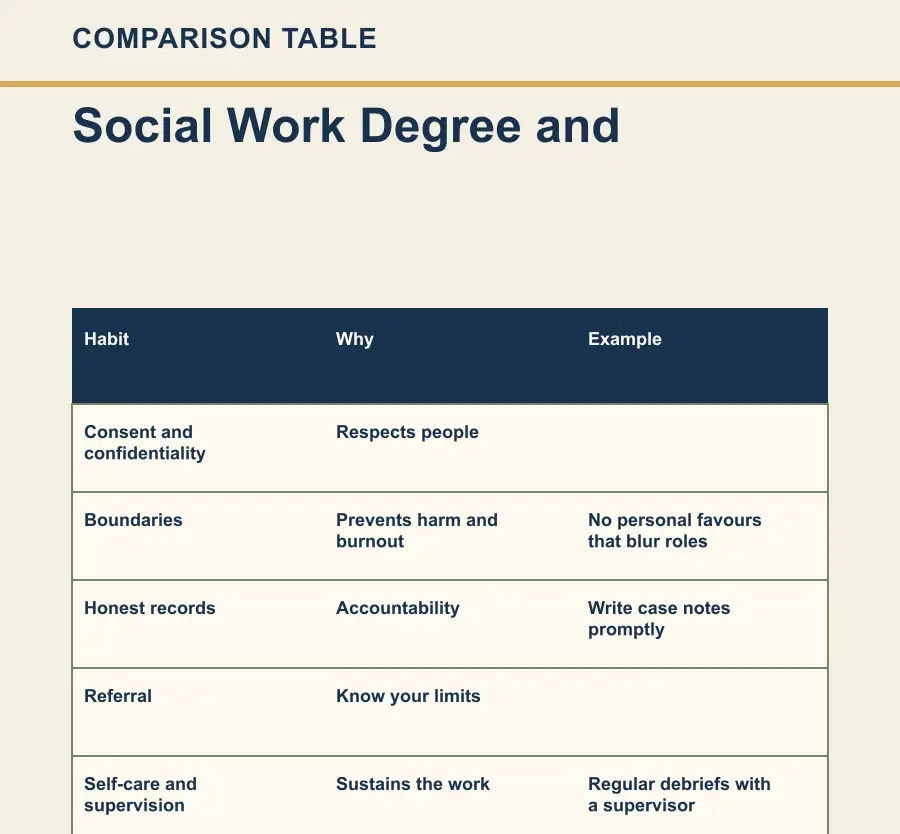 COMPARISON TABLE
Social Work Degree and
Habit Why Example
Consent and Respects people
confidentiality
Boundaries Prevents harm and No personal favours
burnout that blur roles
Honest records Accountability Write case notes
promptly
Referral Know your limits
Self-care and Sustains the work Regular debriefs with
supervision a supervisor